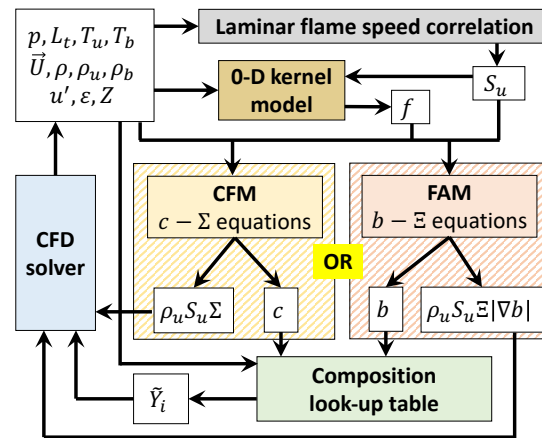 p, L_t, T_u, T_b
U⃗, ρ, ρ_u, ρ_b
u′, ε, Z
Laminar flame speed correlation
0-D kernel
model
S_u
f
CFM
c − Σ equations
FAM
b − Ξ equations
CFD
solver
OR
ρ_u S_u Σ
c
b
ρ_u S_u Ξ|∇b|
Composition
look-up table
Ỹ_i